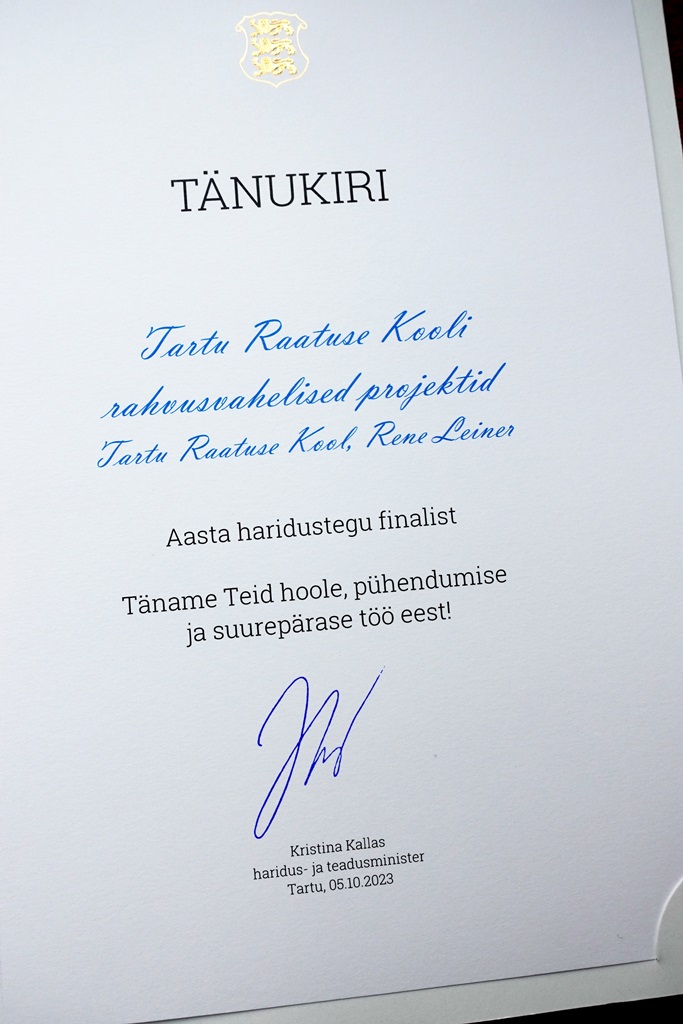 TÄNUKIRI
Tartu Raatuse Kooli
rahvusvahelised projektid
Tartu Raatuse Kool, Rene Leiner
Aasta haridustegu finalist
Täname Teid hoole, pühendumise
ja suurepärase töö eest!
Kristina Kallas
haridus- ja teadusminister
Tartu, 05.10.2023